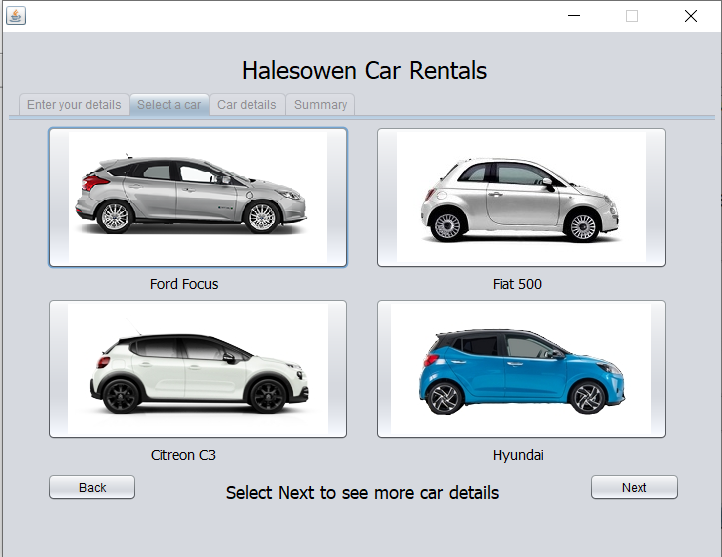 Halesowen Car Rentals
Enter your details Select a car Car details Summary
Ford Focus Fiat 500
Citreon C3 Hyundai
Back Select Next to see more car details Next